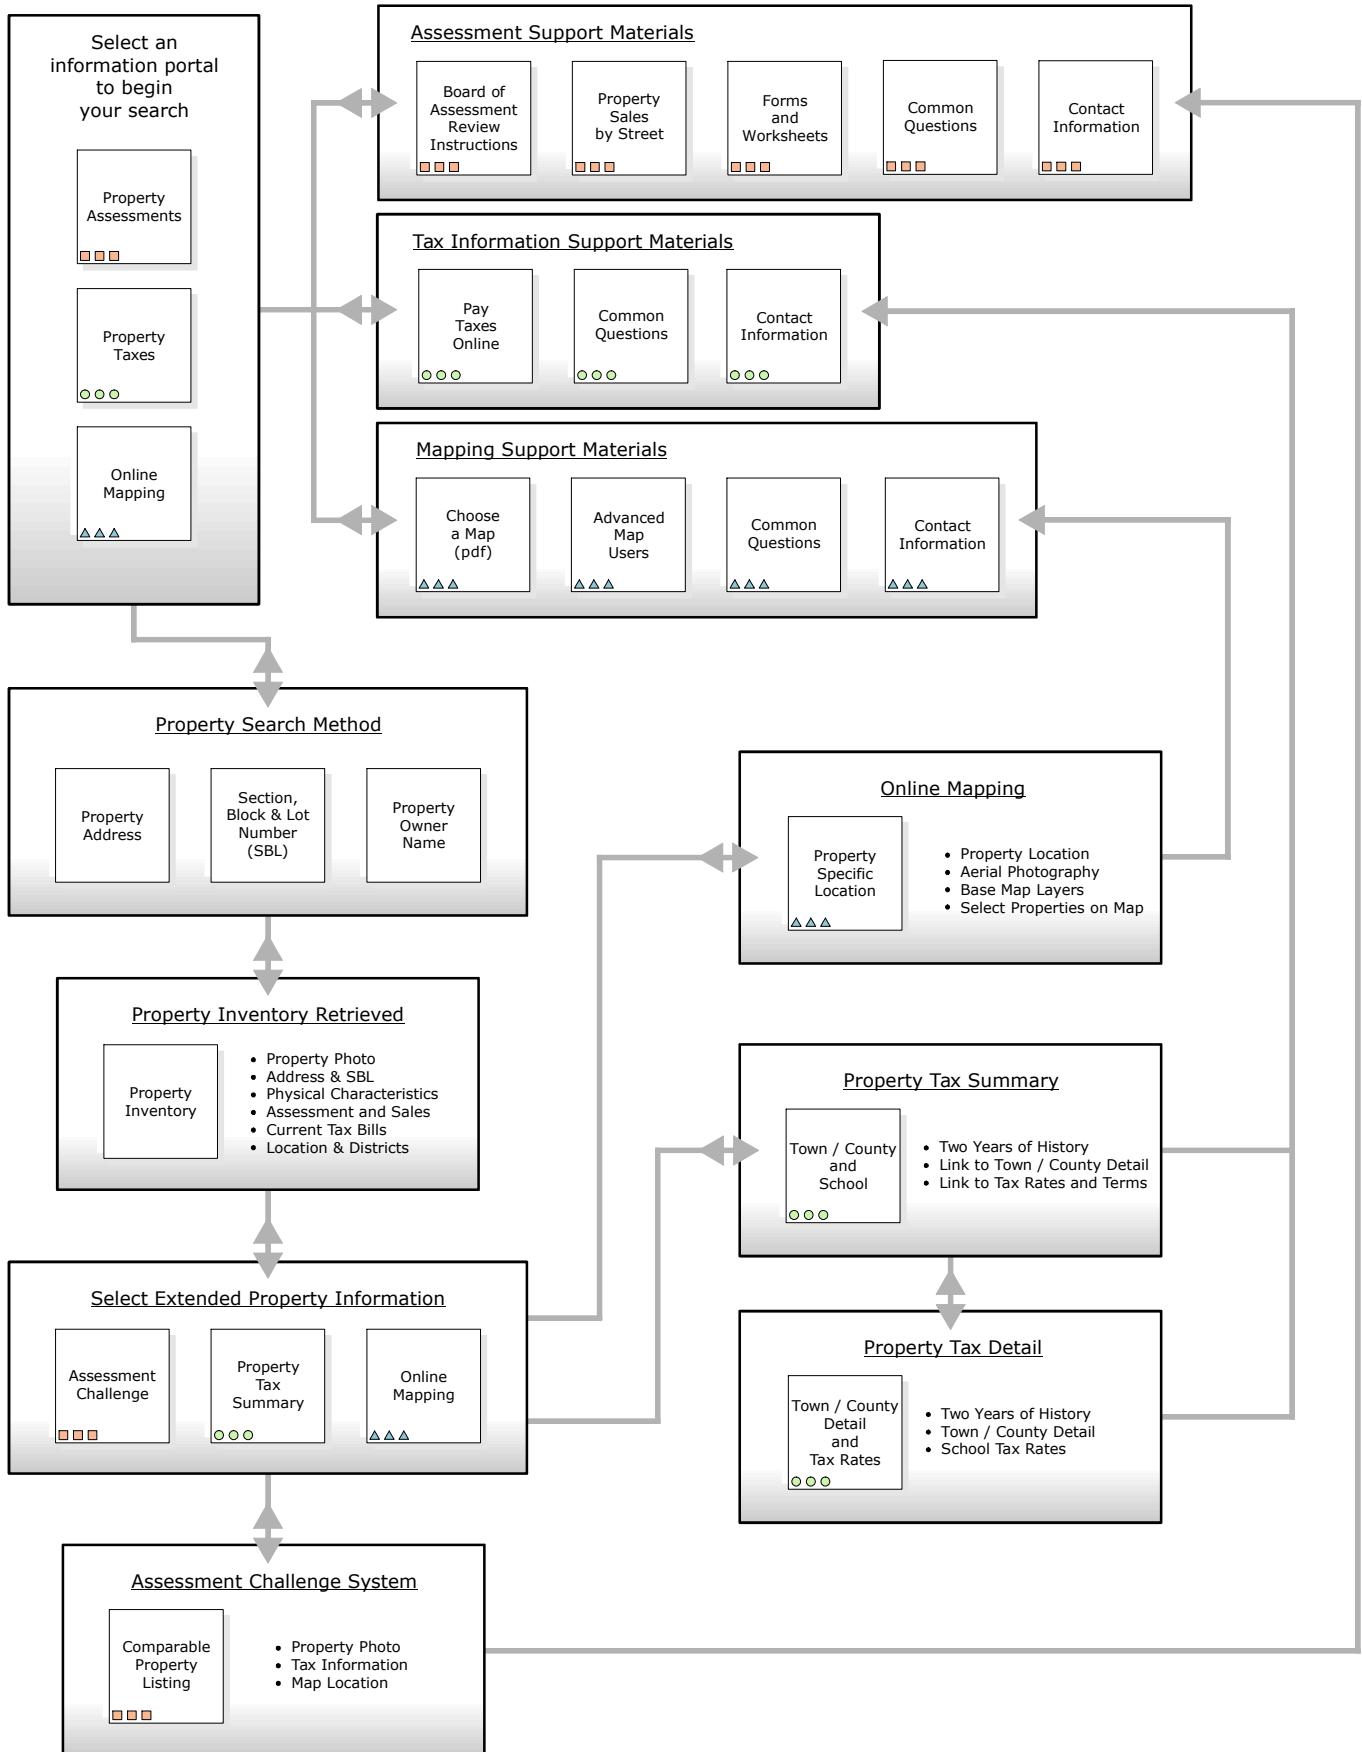 Select an
information portal
to begin
your search
Property
Assessments
Property
Taxes
Online
Mapping
Assessment Support Materials
Board of
Assessment
Review
Instructions
Property
Sales
by Street
Forms
and
Worksheets
Common
Questions
Contact
Information
Tax Information Support Materials
Pay
Taxes
Online
Common
Questions
Contact
Information
Mapping Support Materials
Choose
a Map
(pdf)
Advanced
Map
Users
Common
Questions
Contact
Information
Property Search Method
Property
Address
Section,
Block & Lot
Number
(SBL)
Property
Owner
Name
Property Inventory Retrieved
Property
Inventory
• Property Photo
• Address & SBL
• Physical Characteristics
• Assessment and Sales
• Current Tax Bills
• Location & Districts
Select Extended Property Information
Assessment
Challenge
Property
Tax
Summary
Online
Mapping
Assessment Challenge System
Comparable
Property
Listing
• Property Photo
• Tax Information
• Map Location
Online Mapping
Property
Specific
Location
• Property Location
• Aerial Photography
• Base Map Layers
• Select Properties on Map
Property Tax Summary
Town / County
and
School
• Two Years of History
• Link to Town / County Detail
• Link to Tax Rates and Terms
Property Tax Detail
Town / County
Detail
and
Tax Rates
• Two Years of History
• Town / County Detail
• School Tax Rates